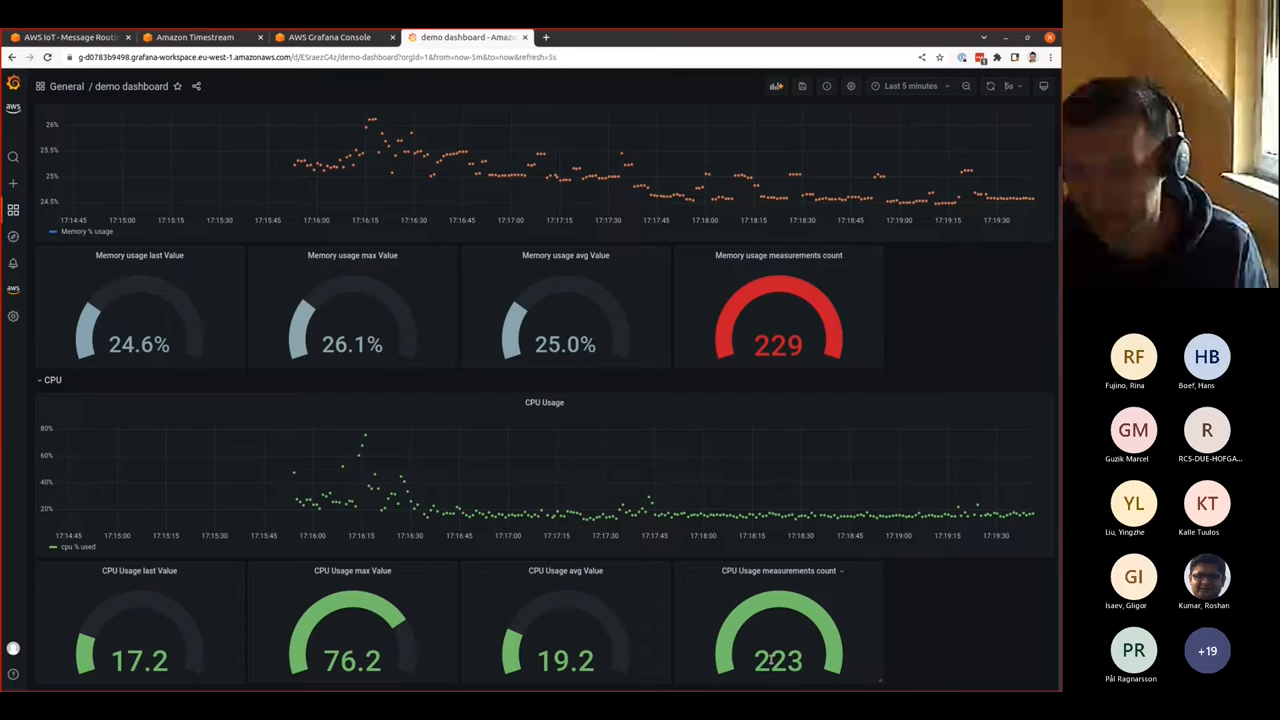 AWS IoT - Message Routi
Amazon Timestream
AWS Grafana Console
demo dashboard - Amazo
g-d0783b9498.grafana-workspace.eu-west-1.amazonaws.com/d/ESraezG4z/demo-dashboard?orgId=1&from=now-5m&to=now&refresh=5s
aws
General / demo dashboard
Last 5 minutes
5s
26%
25.5%
25%
24.5%
17:14:45 17:15:00 17:15:15 17:15:30 17:15:45 17:16:00 17:16:15 17:16:30 17:16:45 17:17:00 17:17:15 17:17:30 17:17:45 17:18:00 17:18:15 17:18:30 17:18:45 17:19:00 17:19:15 17:19:30
Memory % usage
aws
Memory usage last Value
24.6%
Memory usage max Value
26.1%
Memory usage avg Value
25.0%
Memory usage measurements count
229
CPU
CPU Usage
80%
60%
40%
20%
17:14:45 17:15:00 17:15:15 17:15:30 17:15:45 17:16:00 17:16:15 17:16:30 17:16:45 17:17:00 17:17:15 17:17:30 17:17:45 17:18:00 17:18:15 17:18:30 17:18:45 17:19:00 17:19:15 17:19:30
cpu % used
CPU Usage last Value
17.2
CPU Usage max Value
76.2
CPU Usage avg Value
19.2
CPU Usage measurements count
223
RF
Fujino, Rina
HB
Boef, Hans
GM
Guzik Marcel
R
RCS-DUE-HOFGA...
YL
Liu, Yingzhe
KT
Kalle Tuulos
GI
Isaev, Gligor
Kumar, Roshan
PR
Pål Ragnarsson
+19